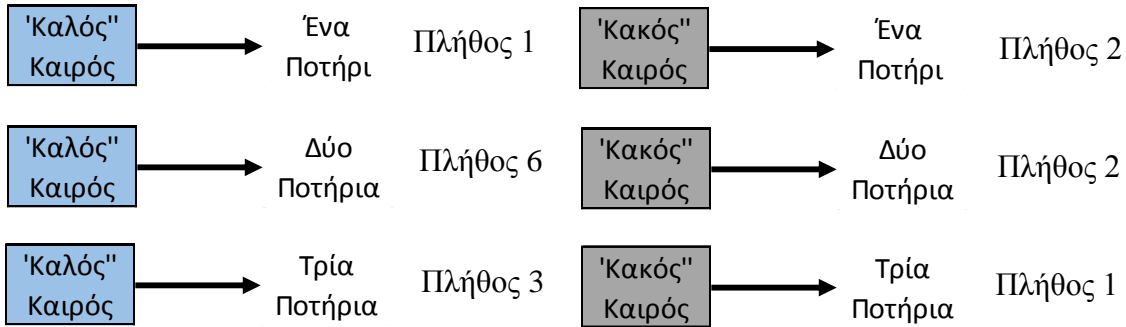 'Καλός''
Καιρός
Ένα
Ποτήρι
Πλήθος 1
'Κακός''
Καιρός
Ένα
Ποτήρι
Πλήθος 2
'Καλός''
Καιρός
Δύο
Ποτήρια
Πλήθος 6
'Κακός''
Καιρός
Δύο
Ποτήρια
Πλήθος 2
'Καλός''
Καιρός
Τρία
Ποτήρια
Πλήθος 3
'Κακός''
Καιρός
Τρία
Ποτήρια
Πλήθος 1